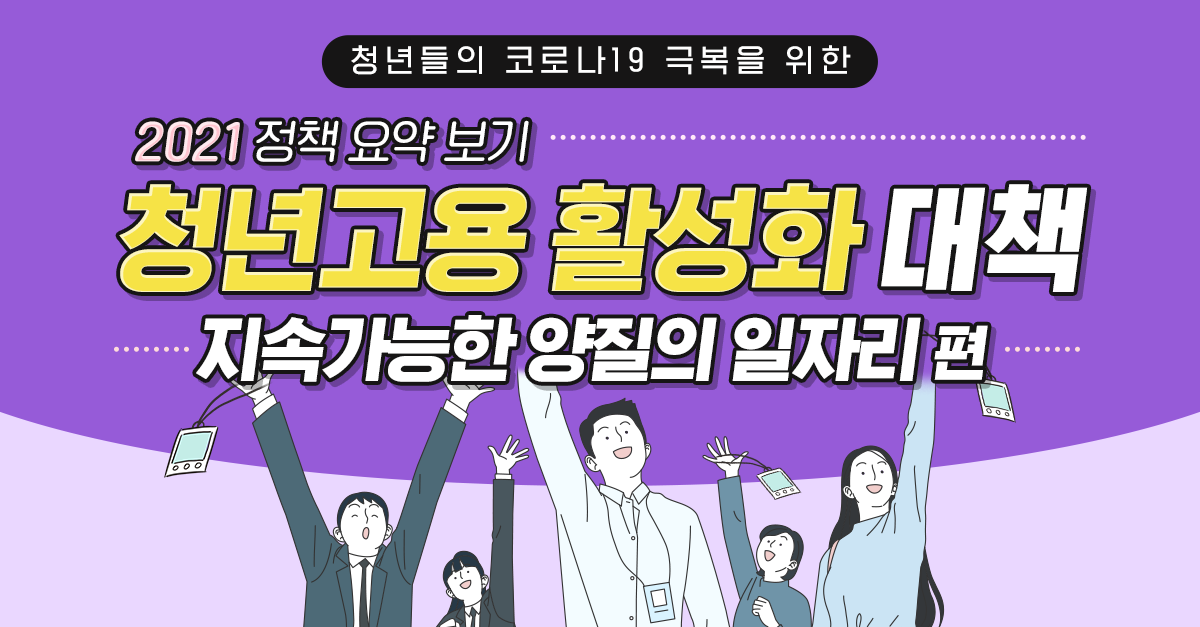 청년들의 코로나19 극복을 위한
2021 정책 요약 보기
청년고용 활성화 대책
지속가능한 양질의 일자리 편